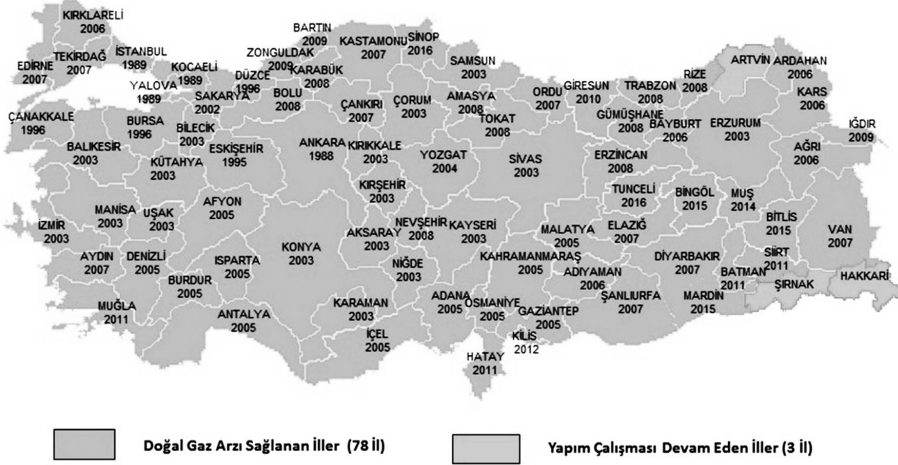 KIRKLARELİ
2006
EDİRNE
2007
TEKİRDAĞ
2007
İSTANBUL
1989
KOCAELİ
1989
YALOVA
1989
SAKARYA
2002
DÜZCE
1996
ZONGULDAK
2009
BARTIN
2009
KARABÜK
2008
BOLU
2008
KASTAMONU
2007
SİNOP
2016
SAMSUN
2003
ÇANKIRI
2007
ÇORUM
2003
AMASYA
2008
TOKAT
2008
ORDU
2007
GİRESUN
2010
TRABZON
2008
RİZE
2008
ARTVİN
ARDAHAN
2006
KARS
2006
GÜMÜŞHANE
2008
BAYBURT
2006
ERZURUM
2003
IĞDIR
2009
AĞRI
2006
ÇANAKKALE
1996
BALIKESİR
2003
BURSA
1996
BİLECİK
2003
KÜTAHYA
2003
ESKİŞEHİR
1995
ANKARA
1988
KIRIKKALE
2003
YOZGAT
2004
SİVAS
2003
ERZİNCAN
2008
TUNCELİ
2016
BİNGÖL
2015
MUŞ
2014
BİTLİS
2015
VAN
2007
KIRŞEHİR
2003
AFYON
2005
MANİSA
2003
UŞAK
2003
İZMİR
2003
AYDIN
2007
DENİZLİ
2005
BURDUR
2005
ISPARTA
2005
KONYA
2003
AKSARAY
2003
NEVŞEHİR
2008
KAYSERİ
2003
NİĞDE
2003
MALATYA
2005
ELAZIĞ
2007
KAHRAMANMARAŞ
2005
ADIYAMAN
2006
DİYARBAKIR
2007
BATMAN
2011
SİİRT
2011
ŞIRNAK
HAKKARİ
MARDİN
2015
ŞANLIURFA
2007
GAZİANTEP
2005
KİLİS
2012
OSMANİYE
2005
ADANA
2005
HATAY
2011
İÇEL
2005
KARAMAN
2003
ANTALYA
2005
MUĞLA
2011
Doğal Gaz Arzı Sağlanan İller (78 İl)
Yapım Çalışması Devam Eden İller (3 İl)